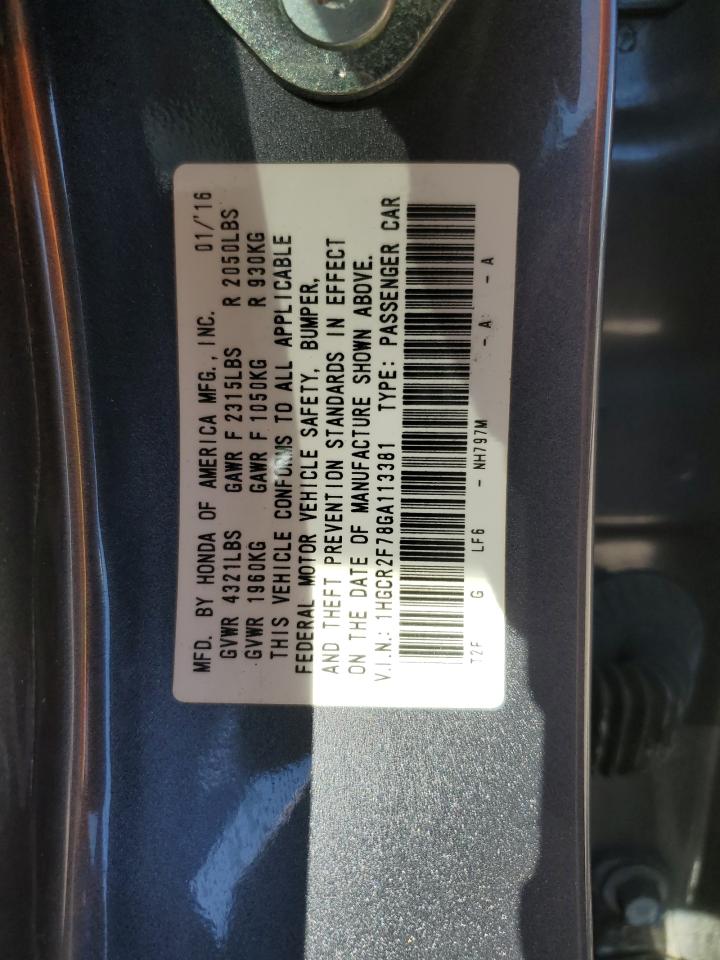 MFD. BY HONDA OF AMERICA MFG., INC. 01/'16
GVWR 4321LBS GAWR F 2315LBS R 2050LBS
GVWR 1960KG GAWR F 1050KG R 930KG
THIS VEHICLE CONFORMS TO ALL APPLICABLE
FEDERAL MOTOR VEHICLE SAFETY, BUMPER,
AND THEFT PREVENTION STANDARDS IN EFFECT
ON THE DATE OF MANUFACTURE SHOWN ABOVE.
V.I.N.: 1HGCR2F78GA113381 TYPE: PASSENGER CAR
T2F G LF6 - NH797M - A - A